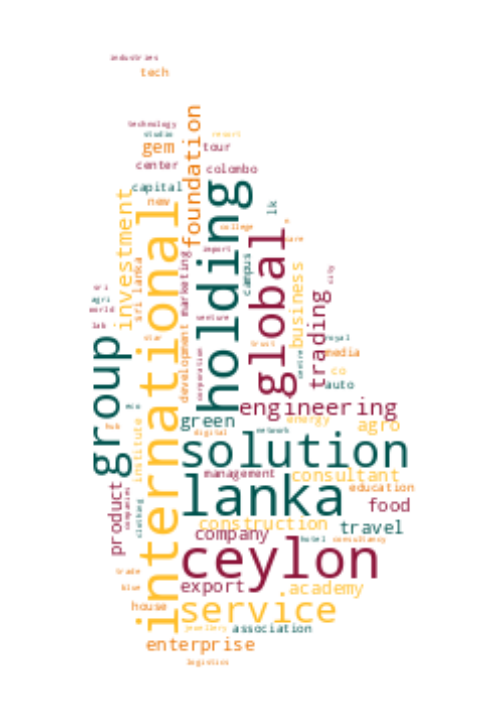 industries
tech
technology
studio
resort
gem
tour
center
colombo
capital
new
foundation
lk
investment
international
holding
college
care
global
import
campus
sri lanka
marketing
business
city
sri
agri
world
lab
venture
trading
group
star
development
corporation
trust
centre
royal
media
co
auto
engineering
green
energy
agro
hub
digital
network
institute
solution
management
consultant
education
product
companies
clothing
lanka
food
construction
travel
company
hotel
consultancy
ceylon
trade
blue
export
academy
house
service
jewellery
association
enterprise
logistics